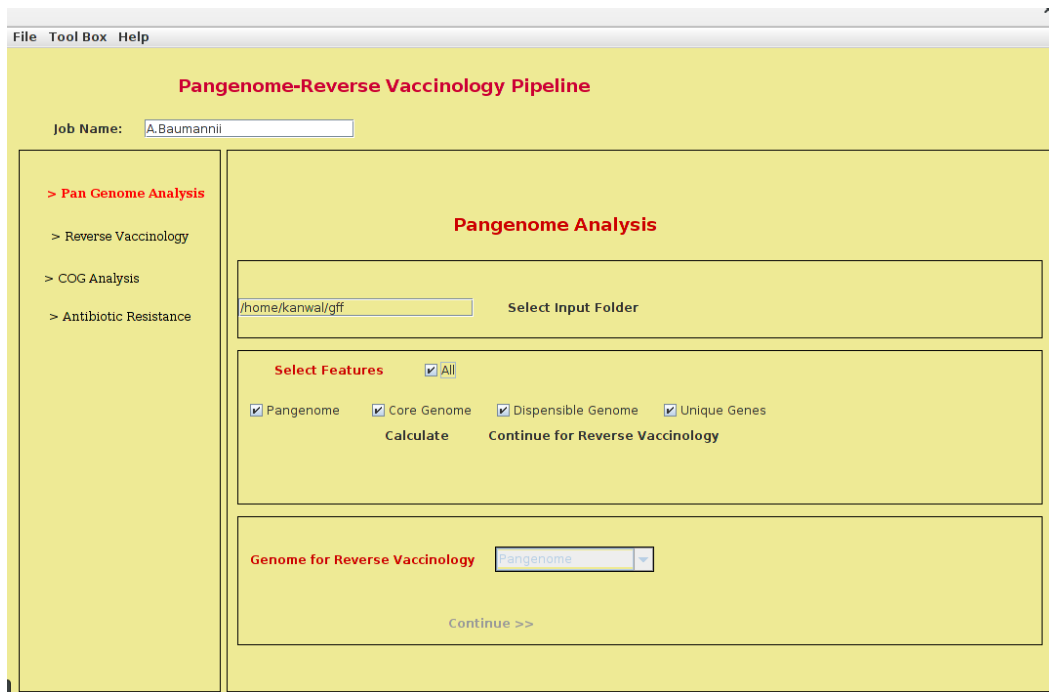 File Tool Box Help
Pangenome-Reverse Vaccinology Pipeline
Job Name: A.Baumannii
> Pan Genome Analysis
> Reverse Vaccinology
> COG Analysis
> Antibiotic Resistance
Pangenome Analysis
/home/kanwal/gff Select Input Folder
Select Features All
Pangenome Core Genome Dispensible Genome Unique Genes
Calculate Continue for Reverse Vaccinology
Genome for Reverse Vaccinology Pangenome
Continue >>